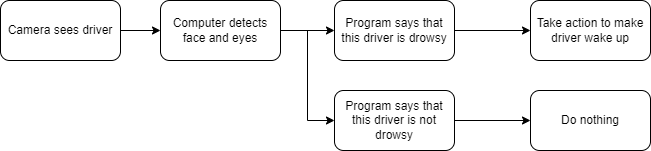 Camera sees driver
Computer detects
face and eyes
Program says that
this driver is drowsy
Take action to make
driver wake up
Program says that
this driver is not
drowsy
Do nothing